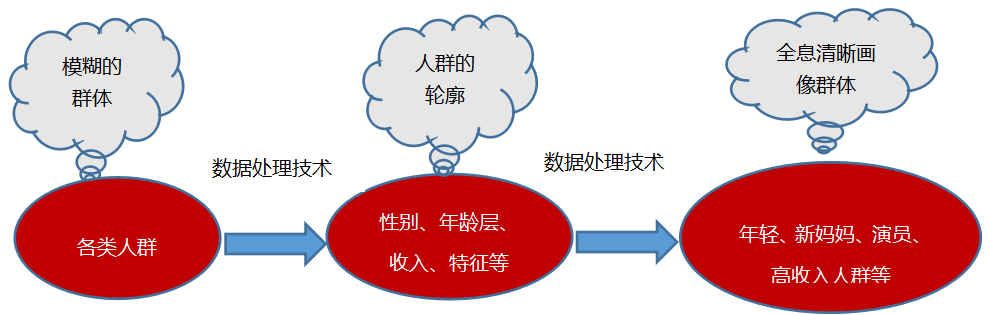 模糊的
群体
人群的
轮廓
全息清晰画
像群体
数据处理技术
数据处理技术
各类人群
性别、年龄层、
收入、特征等
年轻、新妈妈、演员、
高收入人群等